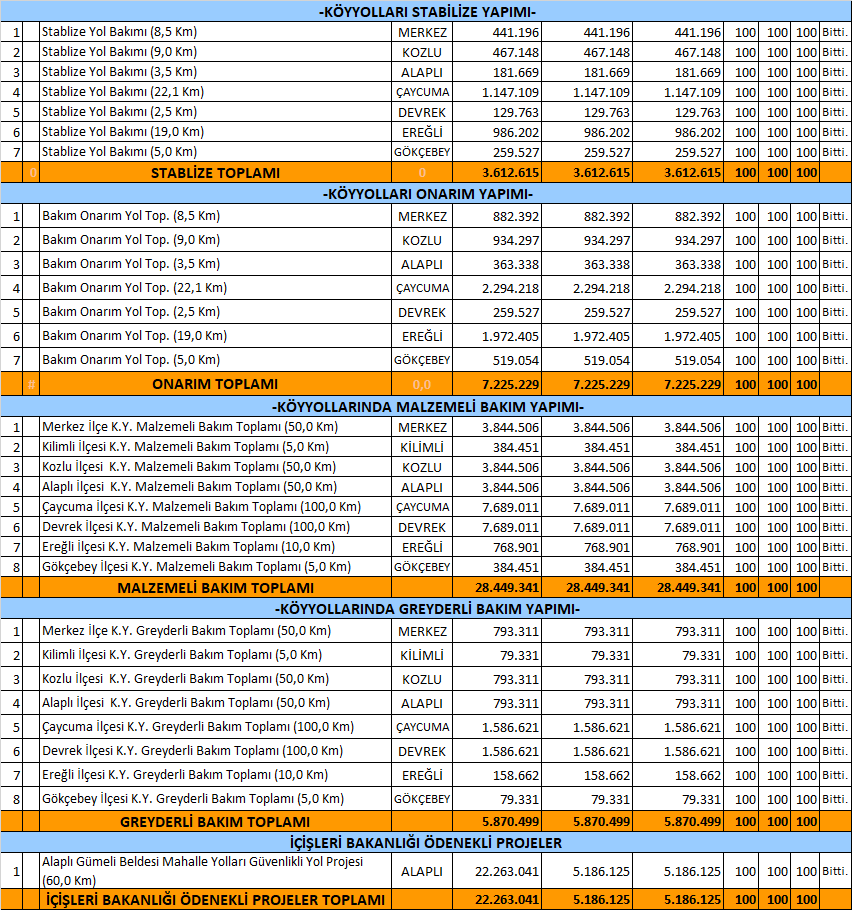 -KÖYYOLLARI STABİLİZE YAPIMI-
1 Stablize Yol Bakımı (8,5 Km) MERKEZ 441.196 441.196 441.196 100 100 100 Bitti.
2 Stablize Yol Bakımı (9,0 Km) KOZLU 467.148 467.148 467.148 100 100 100 Bitti.
3 Stablize Yol Bakımı (3,5 Km) ALAPLI 181.669 181.669 181.669 100 100 100 Bitti.
4 Stablize Yol Bakımı (22,1 Km) ÇAYCUMA 1.147.109 1.147.109 1.147.109 100 100 100 Bitti.
5 Stablize Yol Bakımı (2,5 Km) DEVREK 129.763 129.763 129.763 100 100 100 Bitti.
6 Stablize Yol Bakımı (19,0 Km) EREĞLİ 986.202 986.202 986.202 100 100 100 Bitti.
7 Stablize Yol Bakımı (5,0 Km) GÖKÇEBEY 259.527 259.527 259.527 100 100 100 Bitti.
0 STABLİZE TOPLAMI 0 3.612.615 3.612.615 3.612.615 100 100 100
-KÖYYOLLARI ONARIM YAPIMI-
1 Bakım Onarım Yol Top. (8,5 Km) MERKEZ 882.392 882.392 882.392 100 100 100 Bitti.
2 Bakım Onarım Yol Top. (9,0 Km) KOZLU 934.297 934.297 934.297 100 100 100 Bitti.
3 Bakım Onarım Yol Top. (3,5 Km) ALAPLI 363.338 363.338 363.338 100 100 100 Bitti.
4 Bakım Onarım Yol Top. (22,1 Km) ÇAYCUMA 2.294.218 2.294.218 2.294.218 100 100 100 Bitti.
5 Bakım Onarım Yol Top. (2,5 Km) DEVREK 259.527 259.527 259.527 100 100 100 Bitti.
6 Bakım Onarım Yol Top. (19,0 Km) EREĞLİ 1.972.405 1.972.405 1.972.405 100 100 100 Bitti.
7 Bakım Onarım Yol Top. (5,0 Km) GÖKÇEBEY 519.054 519.054 519.054 100 100 100 Bitti.
# ONARIM TOPLAMI 0,0 7.225.229 7.225.229 7.225.229 100 100 100
-KÖYYOLLARINDA MALZEMELİ BAKIM YAPIMI-
1 Merkez İlçe K.Y. Malzemeli Bakım Toplamı (50,0 Km) MERKEZ 3.844.506 3.844.506 3.844.506 100 100 100 Bitti.
2 Kilimli İlçesi K.Y. Malzemeli Bakım Toplamı (5,0 Km) KİLİMLİ 384.451 384.451 384.451 100 100 100 Bitti.
3 Kozlu İlçesi K.Y. Malzemeli Bakım Toplamı (50,0 Km) KOZLU 3.844.506 3.844.506 3.844.506 100 100 100 Bitti.
4 Alaplı İlçesi K.Y. Malzemeli Bakım Toplamı (50,0 Km) ALAPLI 3.844.506 3.844.506 3.844.506 100 100 100 Bitti.
5 Çaycuma İlçesi K.Y. Malzemeli Bakım Toplamı (100,0 Km) ÇAYCUMA 7.689.011 7.689.011 7.689.011 100 100 100 Bitti.
6 Devrek İlçesi K.Y. Malzemeli Bakım Toplamı (100,0 Km) DEVREK 7.689.011 7.689.011 7.689.011 100 100 100 Bitti.
7 Ereğli İlçesi K.Y. Malzemeli Bakım Toplamı (10,0 Km) EREĞLİ 768.901 768.901 768.901 100 100 100 Bitti.
8 Gökçebey İlçesi K.Y. Malzemeli Bakım Toplamı (5,0 Km) GÖKÇEBEY 384.451 384.451 384.451 100 100 100 Bitti.
MALZEMELİ BAKIM TOPLAMI 28.449.341 28.449.341 28.449.341 100 100 100
-KÖYYOLLARINDA GREYDERLİ BAKIM YAPIMI-
1 Merkez İlçe K.Y. Greyderli Bakım Toplamı (50,0 Km) MERKEZ 793.311 793.311 793.311 100 100 100 Bitti.
2 Kilimli İlçesi K.Y. Greyderli Bakım Toplamı (5,0 Km) KİLİMLİ 79.331 79.331 79.331 100 100 100 Bitti.
3 Kozlu İlçesi K.Y. Greyderli Bakım Toplamı (50,0 Km) KOZLU 793.311 793.311 793.311 100 100 100 Bitti.
4 Alaplı İlçesi K.Y. Greyderli Bakım Toplamı (50,0 Km) ALAPLI 793.311 793.311 793.311 100 100 100 Bitti.
5 Çaycuma İlçesi K.Y. Greyderli Bakım Toplamı (100,0 Km) ÇAYCUMA 1.586.621 1.586.621 1.586.621 100 100 100 Bitti.
6 Devrek İlçesi K.Y. Greyderli Bakım Toplamı (100,0 Km) DEVREK 1.586.621 1.586.621 1.586.621 100 100 100 Bitti.
7 Ereğli İlçesi K.Y. Greyderli Bakım Toplamı (10,0 Km) EREĞLİ 158.662 158.662 158.662 100 100 100 Bitti.
8 Gökçebey İlçesi K.Y. Greyderli Bakım Toplamı (5,0 Km) GÖKÇEBEY 79.331 79.331 79.331 100 100 100 Bitti.
GREYDERLİ BAKIM TOPLAMI 5.870.499 5.870.499 5.870.499 100 100 100
İÇİŞLERİ BAKANLIĞI ÖDENEKLİ PROJELER
1 Alaplı Gümeli Beldesi Mahalle Yolları Güvenlikli Yol Projesi
(60,0 Km) ALAPLI 22.263.041 5.186.125 5.186.125 100 100 100 Bitti.
İÇİŞLERİ BAKANLIĞI ÖDENEKLİ PROJELER TOPLAMI 22.263.041 5.186.125 5.186.125 100 100 100